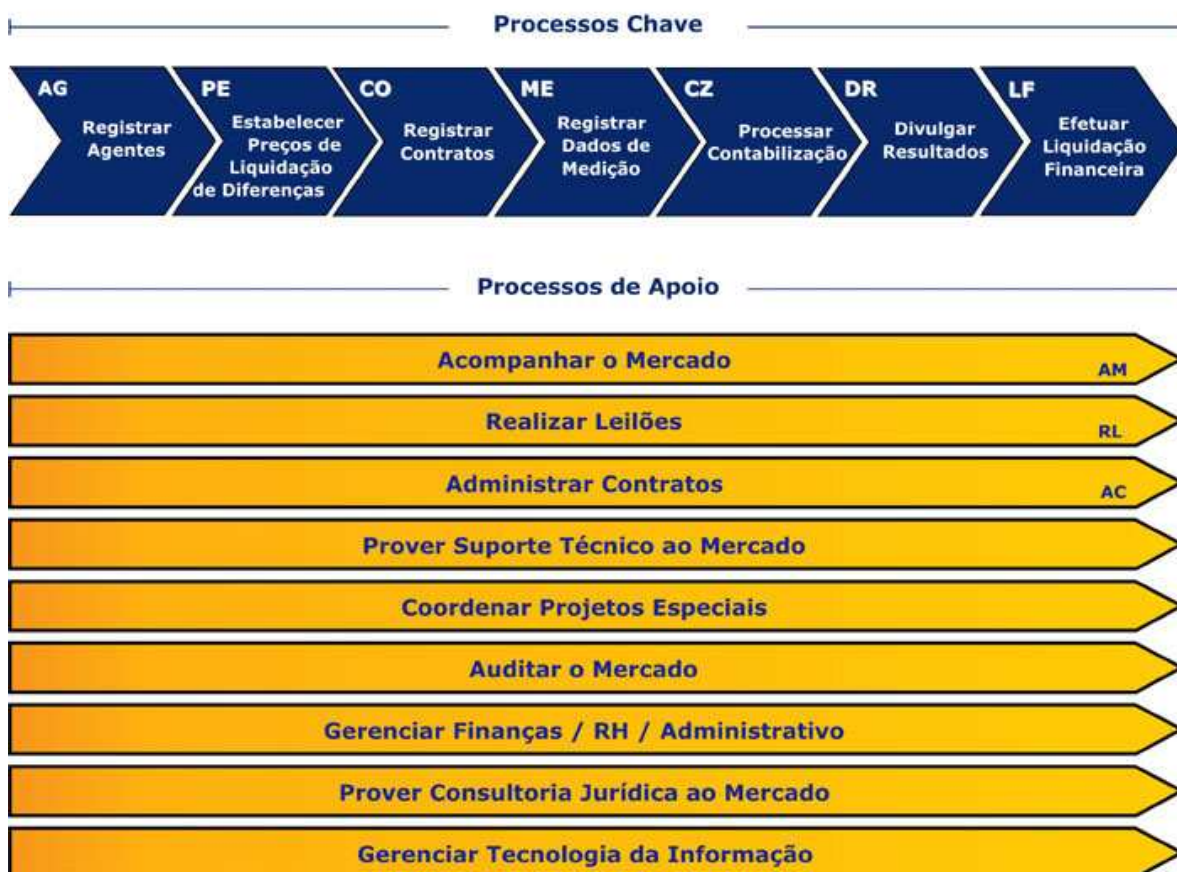 Processos Chave
AG
Registrar
Agentes
PE
Estabelecer
Preços de
Liquidação
de Diferenças
CO
Registrar
Contratos
ME
Registrar
Dados de
Medição
CZ
Processar
Contabilização
DR
Divulgar
Resultados
LF
Efetuar
Liquidação
Financeira
Processos de Apoio
Acompanhar o Mercado
AM
Realizar Leilões
RL
Administrar Contratos
AC
Prover Suporte Técnico ao Mercado
Coordenar Projetos Especiais
Auditar o Mercado
Gerenciar Finanças / RH / Administrativo
Prover Consultoria Jurídica ao Mercado
Gerenciar Tecnologia da Informação